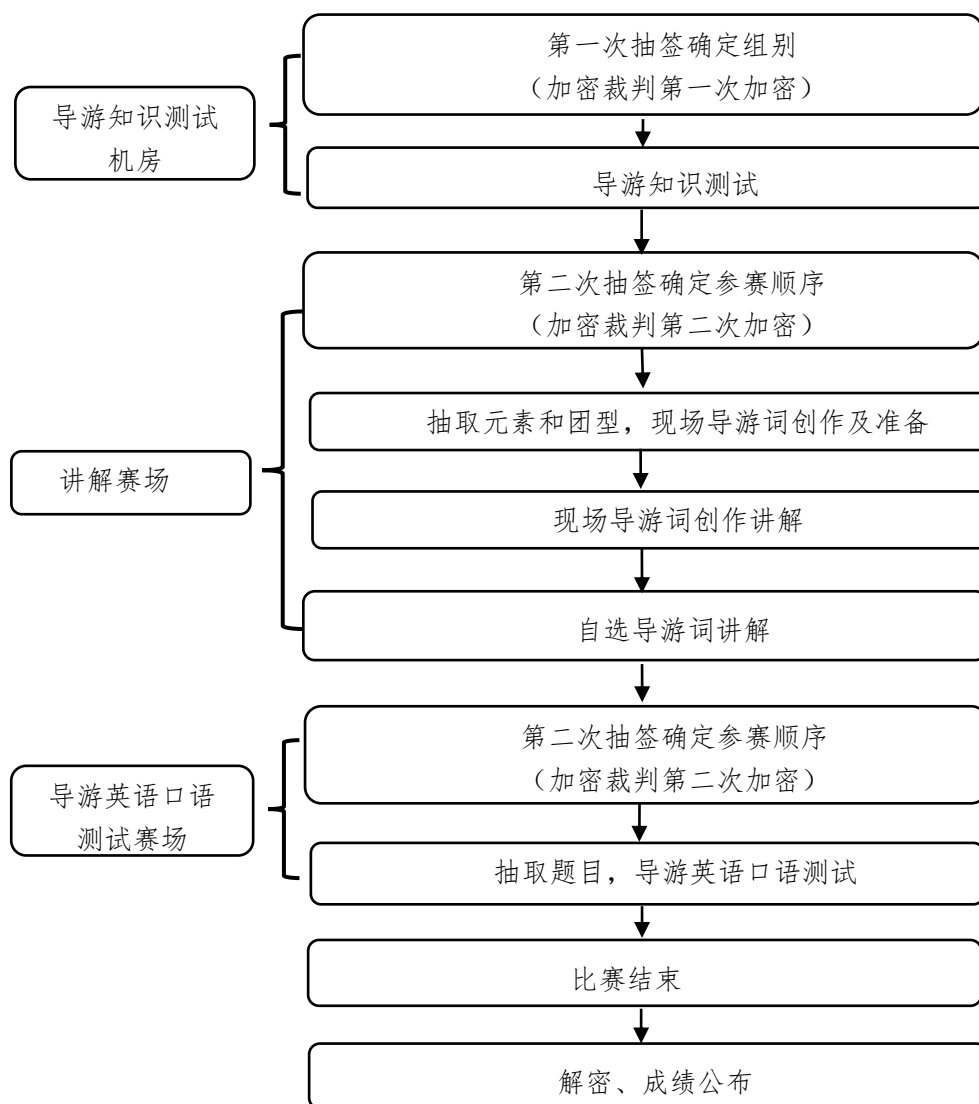 第一次抽签确定组别
（加密裁判第一次加密）
导游知识测试
机房
导游知识测试
第二次抽签确定参赛顺序
（加密裁判第二次加密）
抽取元素和团型，现场导游词创作及准备
讲解赛场
现场导游词创作讲解
自选导游词讲解
第二次抽签确定参赛顺序
（加密裁判第二次加密）
导游英语口语
测试赛场
抽取题目，导游英语口语测试
比赛结束
解密、成绩公布